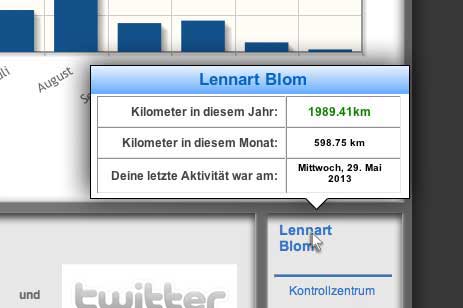 August
Lennart Blom
Kilometer in diesem Jahr: 1989.41km
Kilometer in diesem Monat: 598.75 km
Deine letzte Aktivität war am: Mittwoch, 29. Mai
2013
Lennart
Blom
Kontrollzentrum
und
twitter